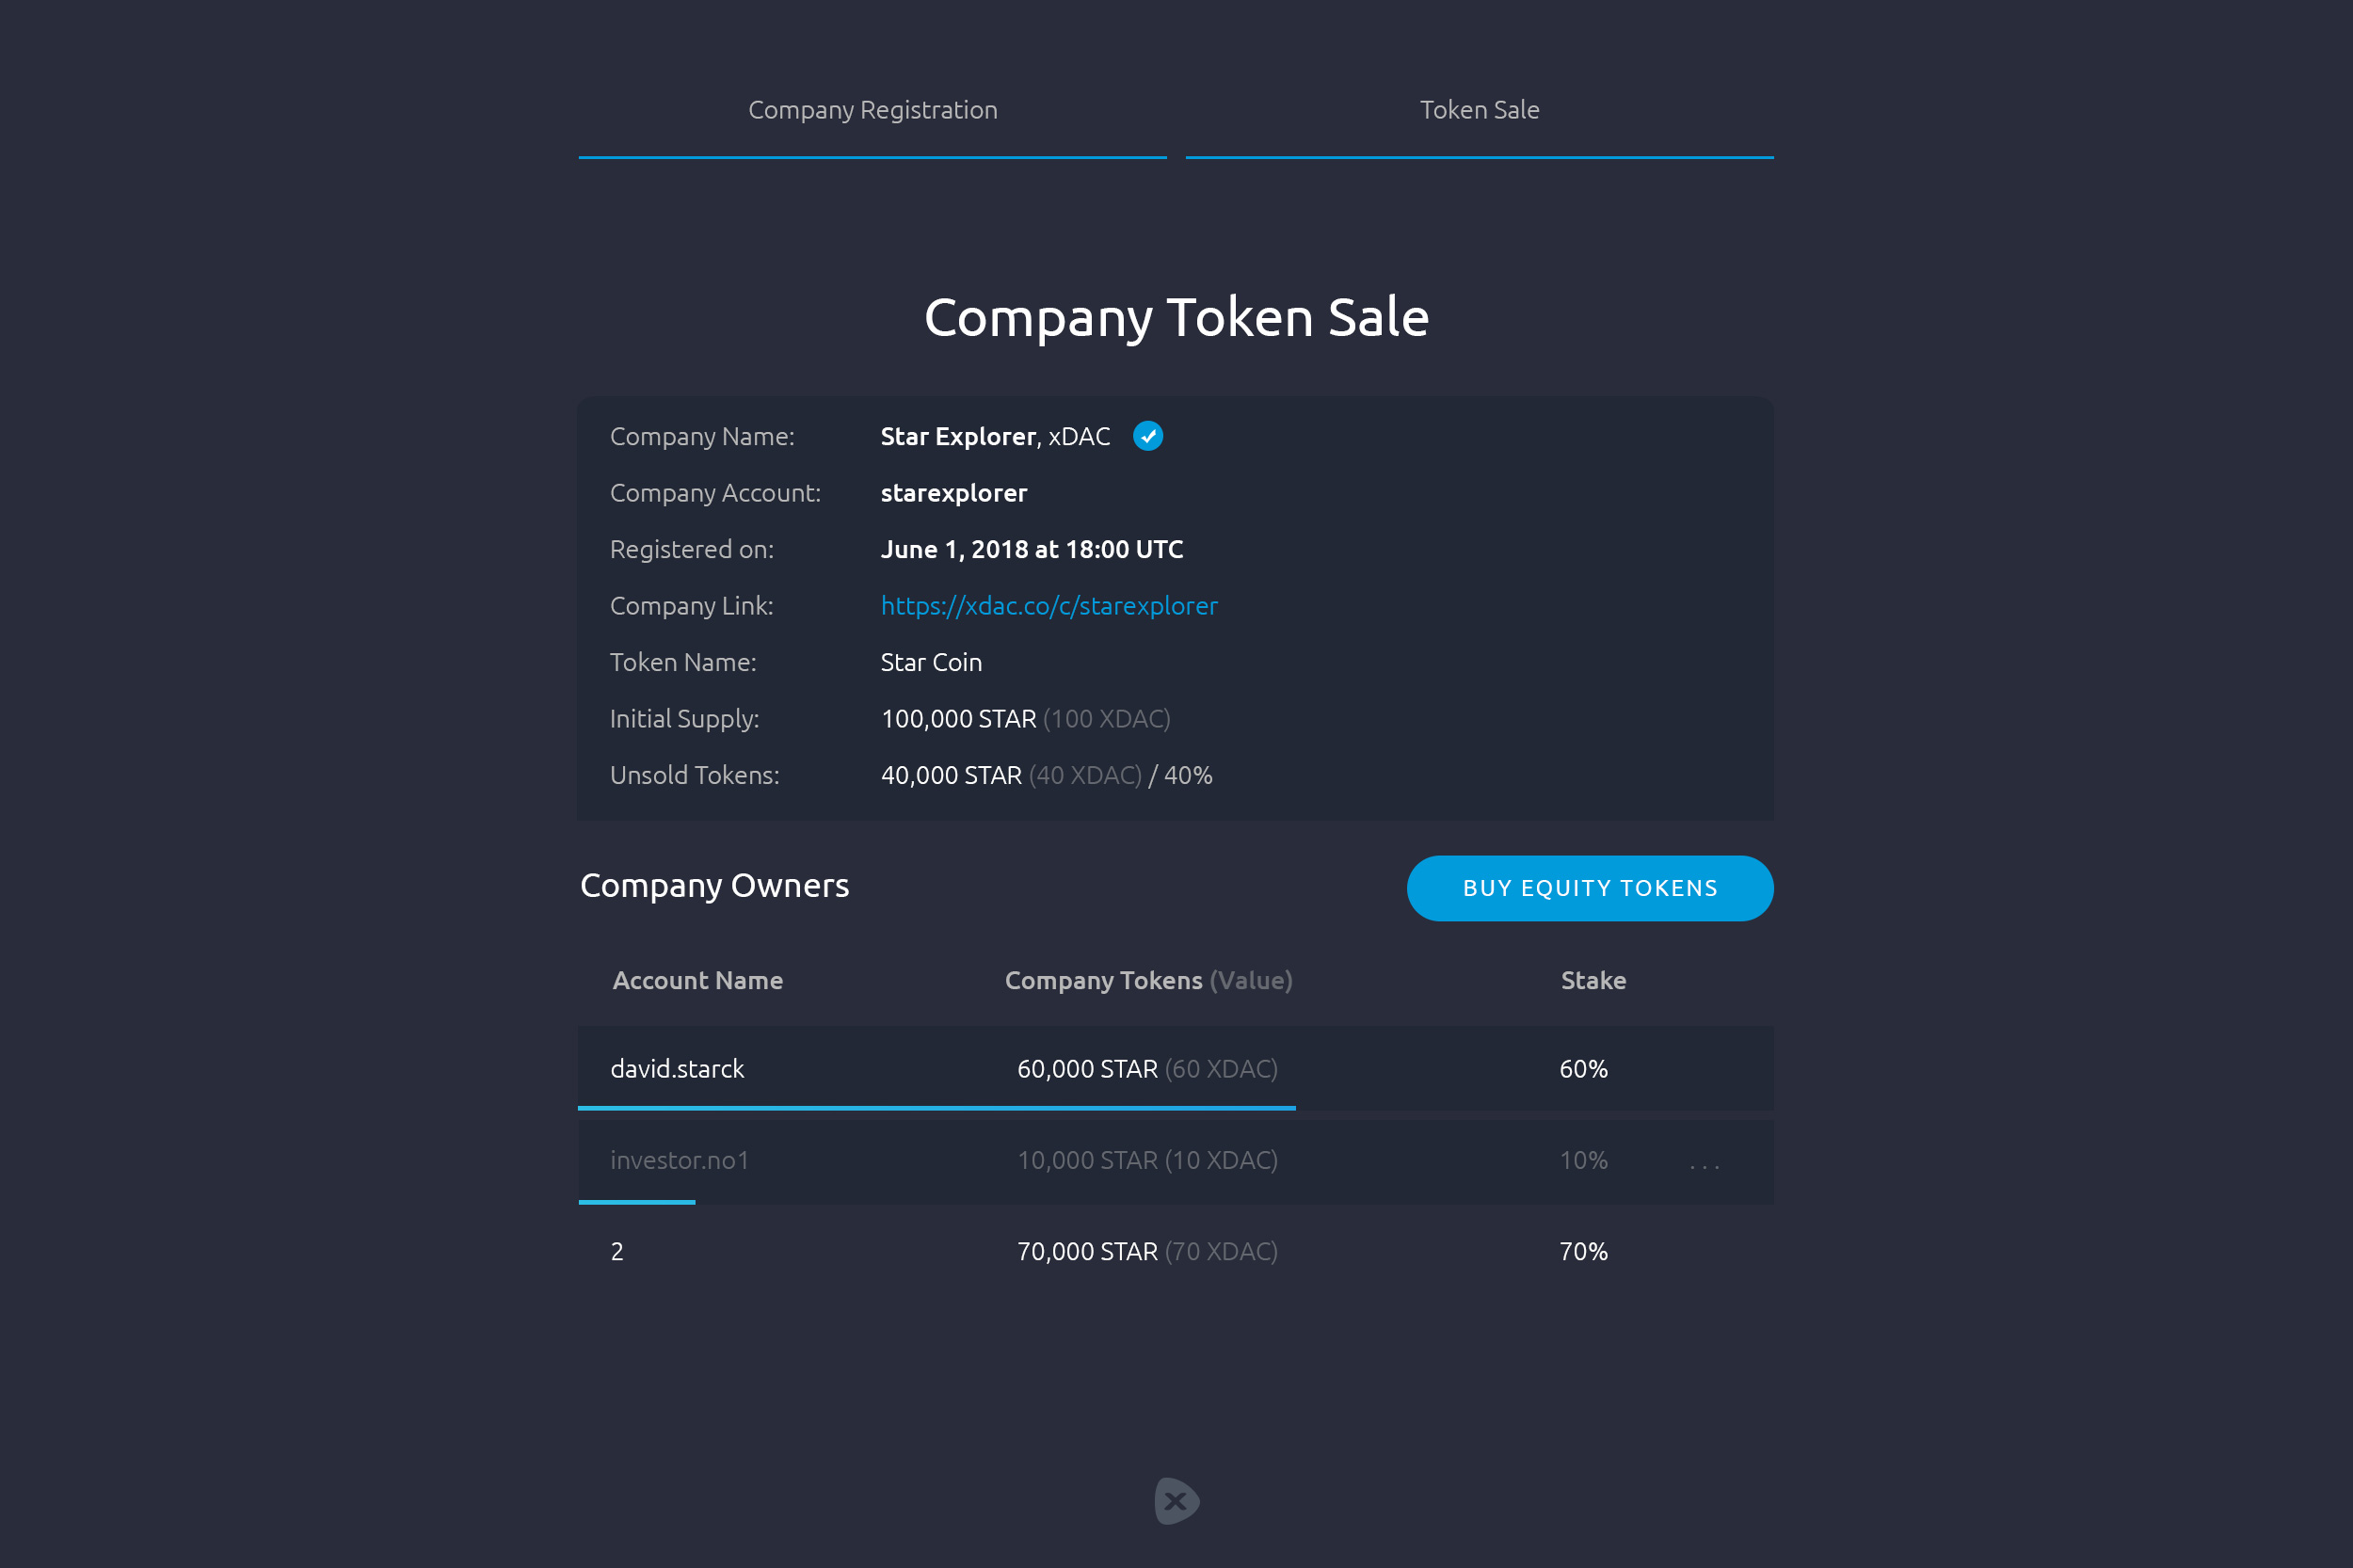 Company Registration Token Sale
Company Token Sale
Company Name: Star Explorer, xDAC
Company Account: starexplorer
Registered on: June 1, 2018 at 18:00 UTC
Company Link: https://xdac.co/c/starexplorer
Token Name: Star Coin
Initial Supply: 100,000 STAR (100 XDAC)
Unsold Tokens: 40,000 STAR (40 XDAC) / 40%
Company Owners BUY EQUITY TOKENS
Account Name Company Tokens (Value) Stake
david.starck 60,000 STAR (60 XDAC) 60%
investor.no1 10,000 STAR (10 XDAC) 10% ...
2 70,000 STAR (70 XDAC) 70%
x